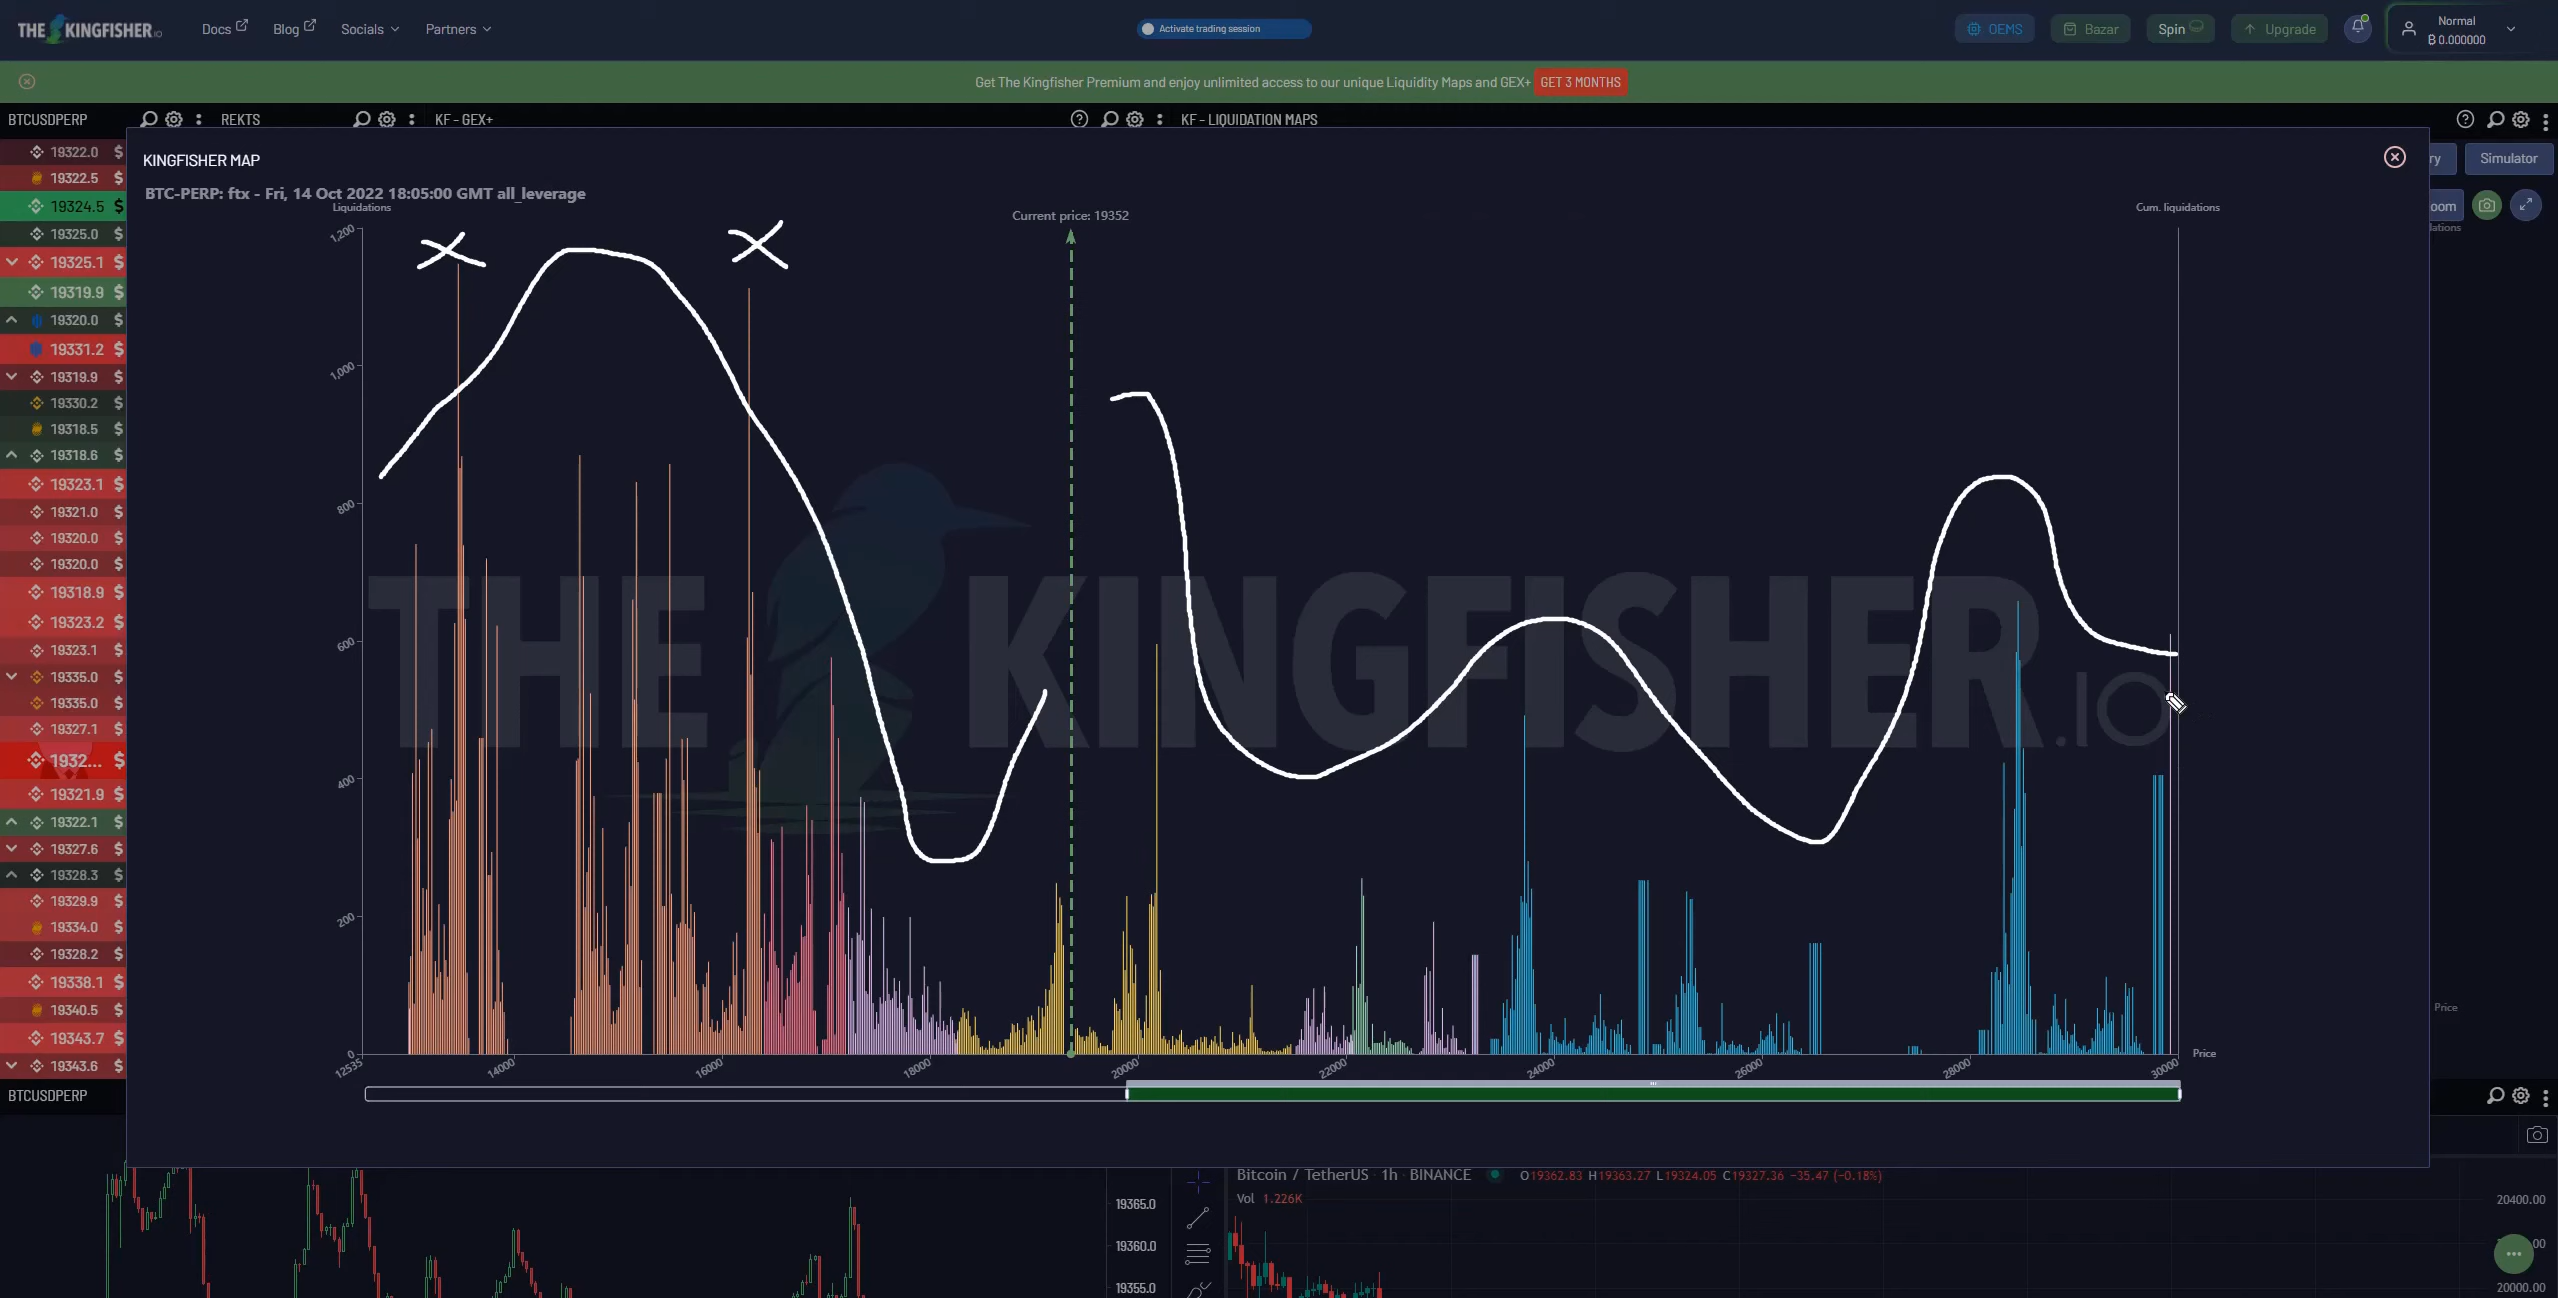 THE KINGFISHER.IO
Docs
Blog
Socials
Partners
Activate trading session
OEMS
Bazar
Spin
Upgrade
Normal
₿ 0.000000
Get The Kingfisher Premium and enjoy unlimited access to our unique Liquidity Maps and GEX+ GET 3 MONTHS
BTCUSDPERP
REKTS
KF - GEX+
KF - LIQUIDATION MAPS
19322.0 $
19322.5 $
19324.5 $
19325.0 $
19325.1 $
19319.9 $
19320.0 $
19331.2 $
19319.9 $
19330.2 $
19318.5 $
19318.6 $
19323.1 $
19321.0 $
19320.0 $
19320.0 $
19318.9 $
19323.2 $
19323.1 $
19335.0 $
19335.0 $
19327.1 $
1932... $
19321.9 $
19322.1 $
19327.6 $
19328.3 $
19329.9 $
19334.0 $
19328.2 $
19338.1 $
19340.5 $
19343.7 $
19343.6 $
KINGFISHER MAP
BTC-PERP: ftx - Fri, 14 Oct 2022 18:05:00 GMT all_leverage
Liquidations
Current price: 19352
Cum. liquidations
1,200
1,000
800
600
400
200
0
12535
14000
16000
18000
20000
22000
24000
26000
28000
30000
Price
THE KINGFISHER.IO
ry
Simulator
oom
lations
Price
BTCUSDPERP
19365.0
19360.0
19355.0
Bitcoin / TetherUS · 1h · BINANCE
O19362.83 H19363.27 L19324.05 C19327.36 −35.47 (−0.18%)
Vol 1.226K
20400.00
00
20000.00